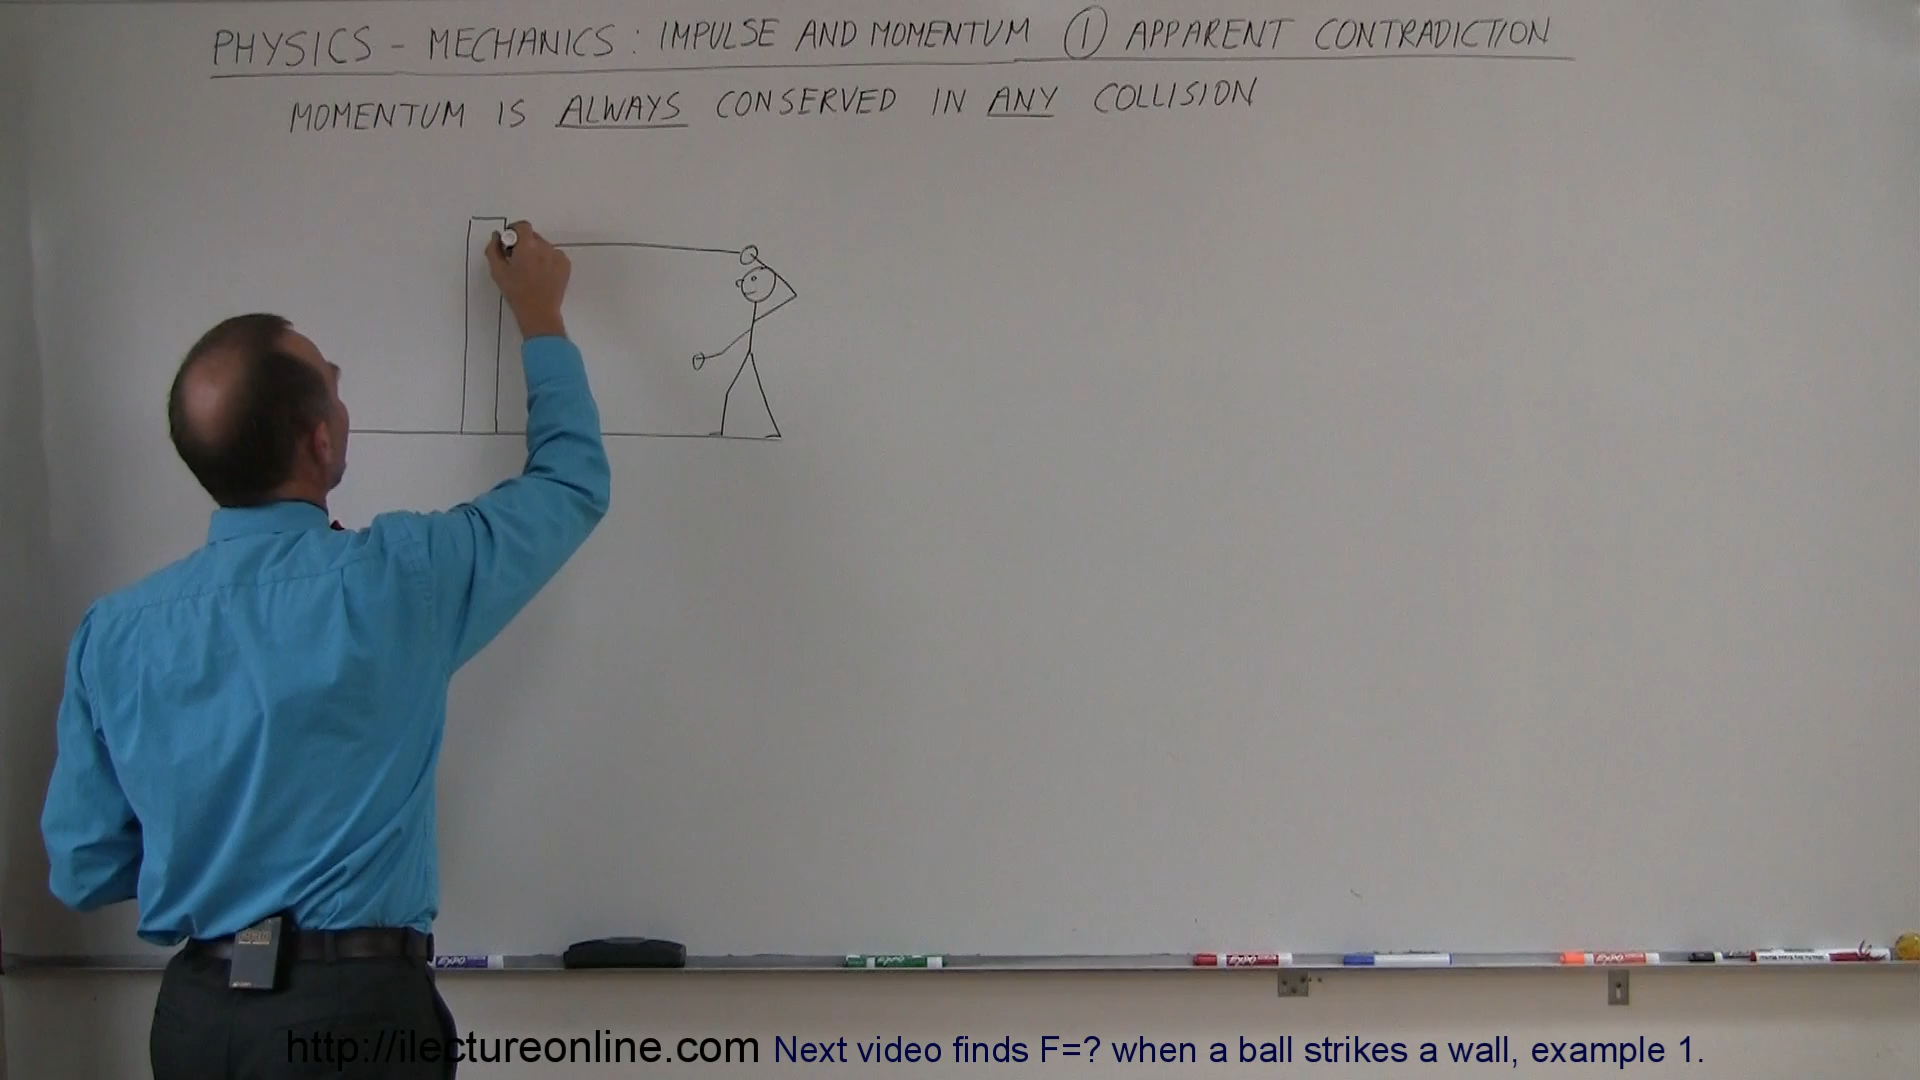 PHYSICS - MECHANICS: IMPULSE AND MOMENTUM ① APPARENT CONTRADICTION
MOMENTUM IS ALWAYS CONSERVED IN ANY COLLISION
http://ilectureonline.com Next video finds F=? when a ball strikes a wall, example 1.